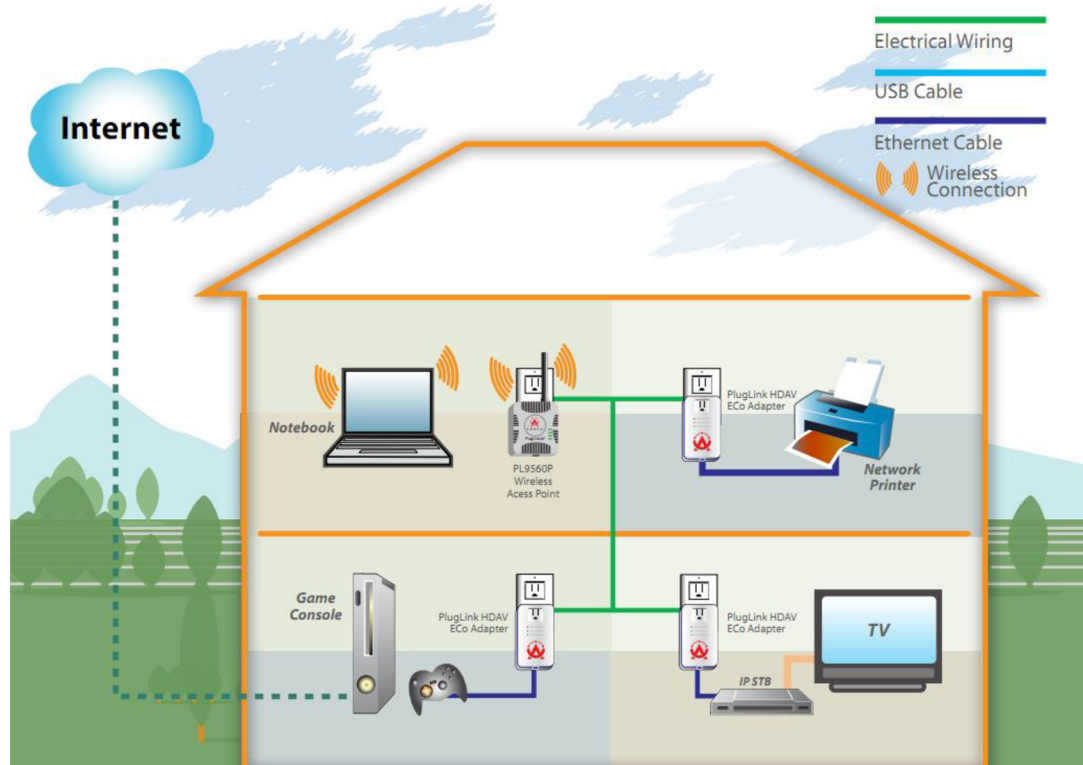 Internet
Electrical Wiring
USB Cable
Ethernet Cable
Wireless
Connection
Notebook
PL9560P
Wireless
Acess Point
PlugLink HDAV
ECo Adapter
Network
Printer
Game
Console
PlugLink HDAV
ECo Adapter
PlugLink HDAV
ECo Adapter
TV
IP STB